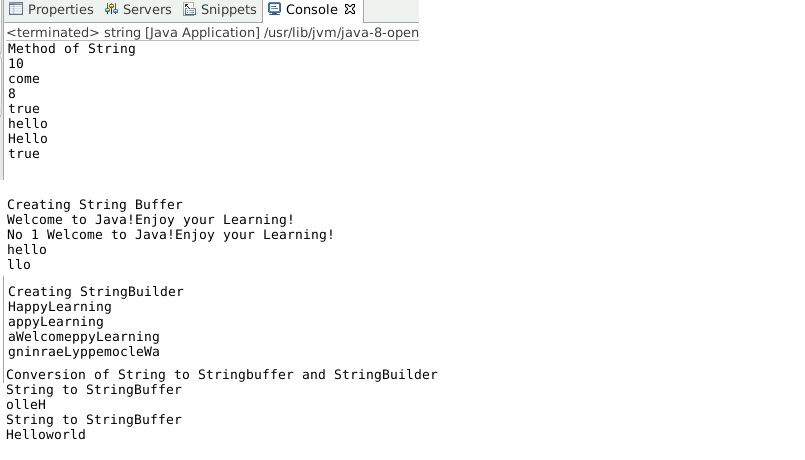 Properties Servers Snippets Console
<terminated> string [Java Application] /usr/lib/jvm/java-8-open
Method of String
10
come
8
true
hello
Hello
true
Creating String Buffer
Welcome to Java!Enjoy your Learning!
No 1 Welcome to Java!Enjoy your Learning!
hello
llo
Creating StringBuilder
HappyLearning
appyLearning
aWelcomeppyLearning
gninraeLyppemocleWa
Conversion of String to Stringbuffer and StringBuilder
String to StringBuffer
olleH
String to StringBuffer
Helloworld